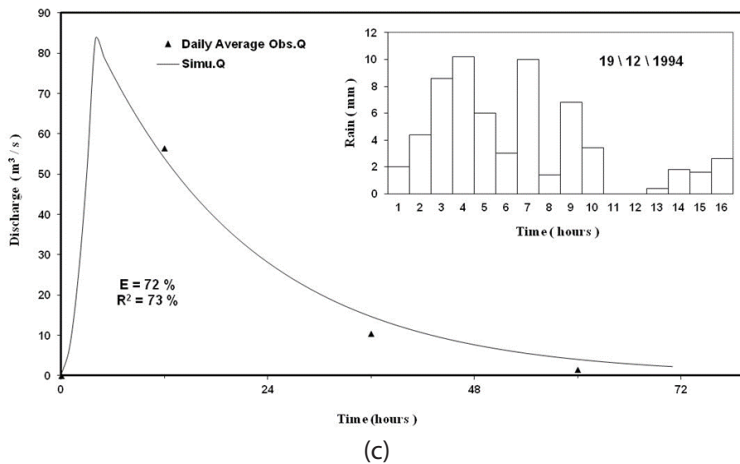 90
80
70
60
50
40
30
20
10
0
Discharge ( m³ / s )
Daily Average Obs.Q
Simu.Q
E = 72 %
R² = 73 %
0 24 48 72
Time(hours )
12
10
8
6
4
2
0
Rain ( mm )
19 \ 12 \ 1994
1 2 3 4 5 6 7 8 9 10 11 12 13 14 15 16
Time ( hours )
(c)